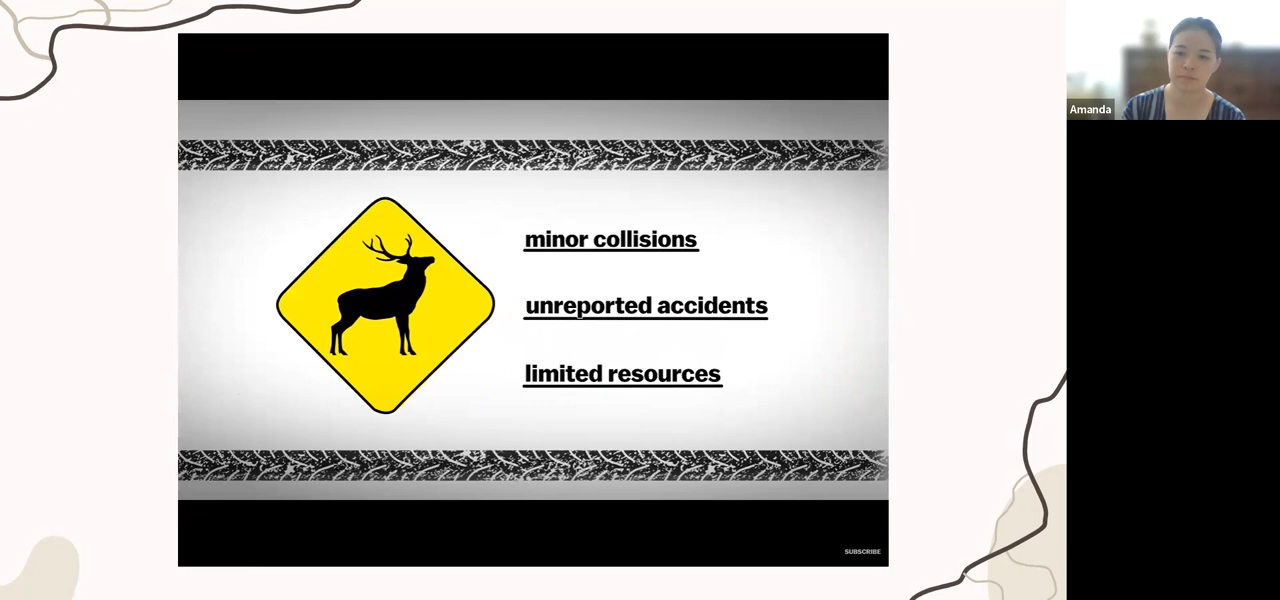 minor collisions
unreported accidents
limited resources
SUBSCRIBE
Amanda